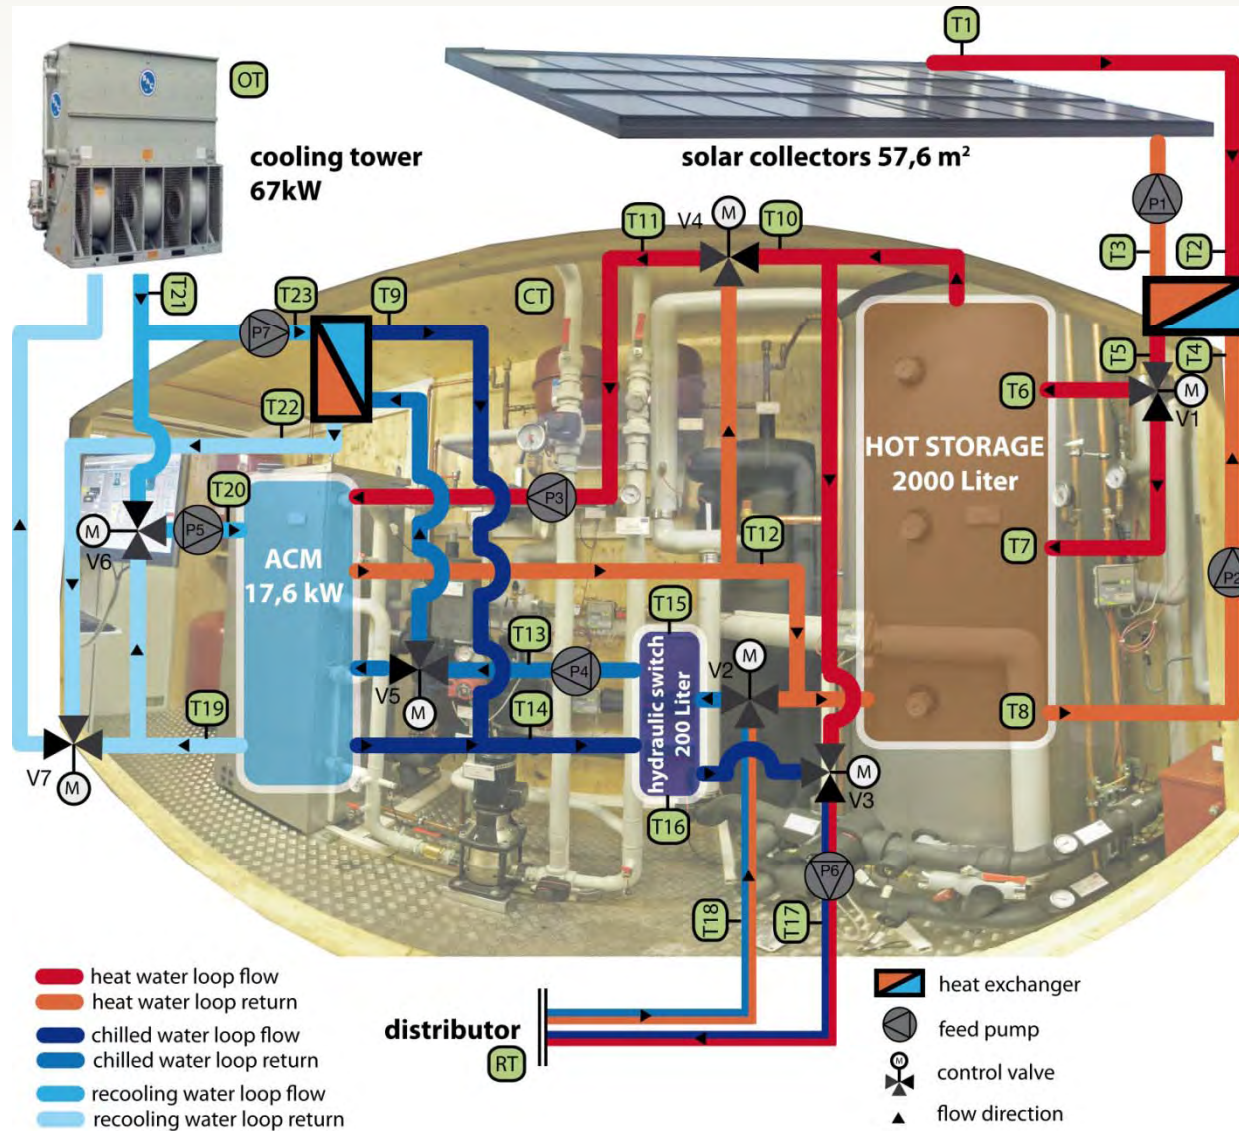 T1
OT
cooling tower
67kW
solar collectors 57,6 m²
P1
T11
V4
M
T10
T3
T2
T21
T23
T9
CT
P7
T5
T4
T22
T6
M
V1
HOT STORAGE
2000 Liter
T20
P3
M
P5
V6
ACM
17,6 kW
T12
T7
P2
T15
T13
V2
M
P4
hydraulic switch
200 Liter
V5
M
T19
T14
T8
V7
M
M
V3
T16
P6
T18
T17
heat water loop flow
heat water loop return
chilled water loop flow
chilled water loop return
recooling water loop flow
recooling water loop return
distributor
RT
heat exchanger
feed pump
M
control valve
flow direction